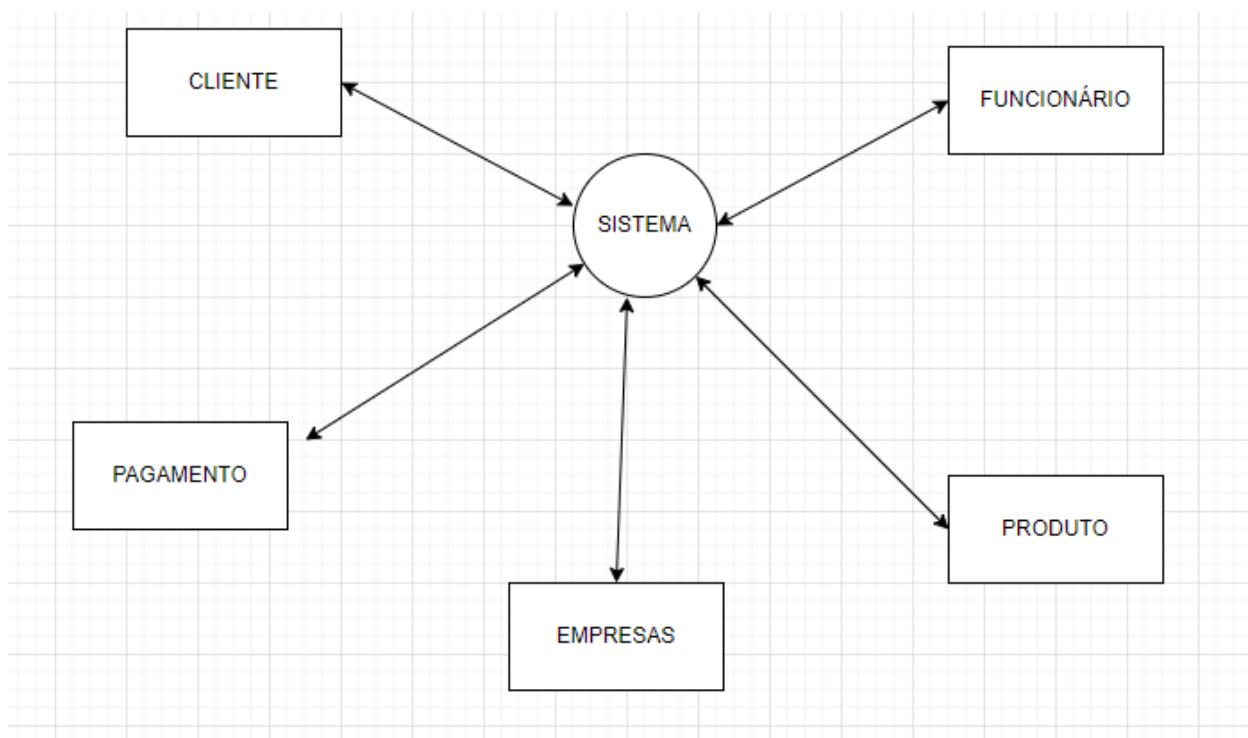 CLIENTE
FUNCIONÁRIO
SISTEMA
PAGAMENTO
PRODUTO
EMPRESAS